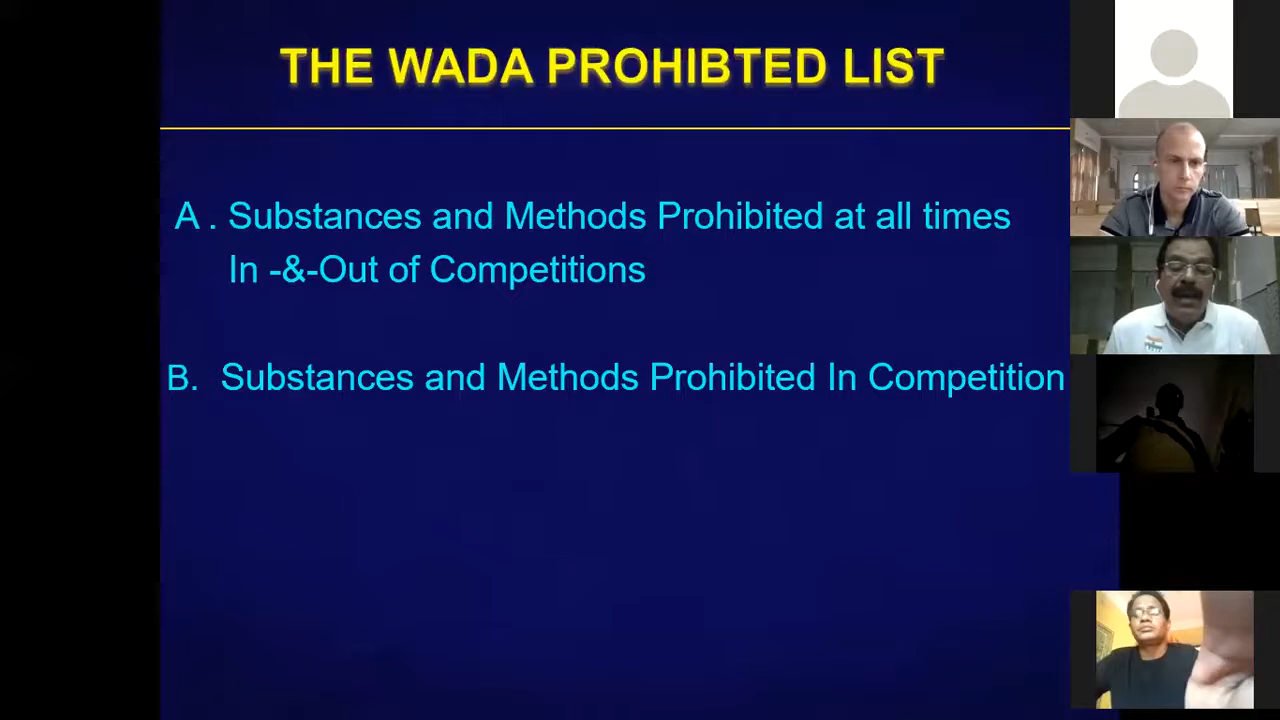 THE WADA PROHIBTED LIST
A . Substances and Methods Prohibited at all times
In -&-Out of Competitions
B. Substances and Methods Prohibited In Competition